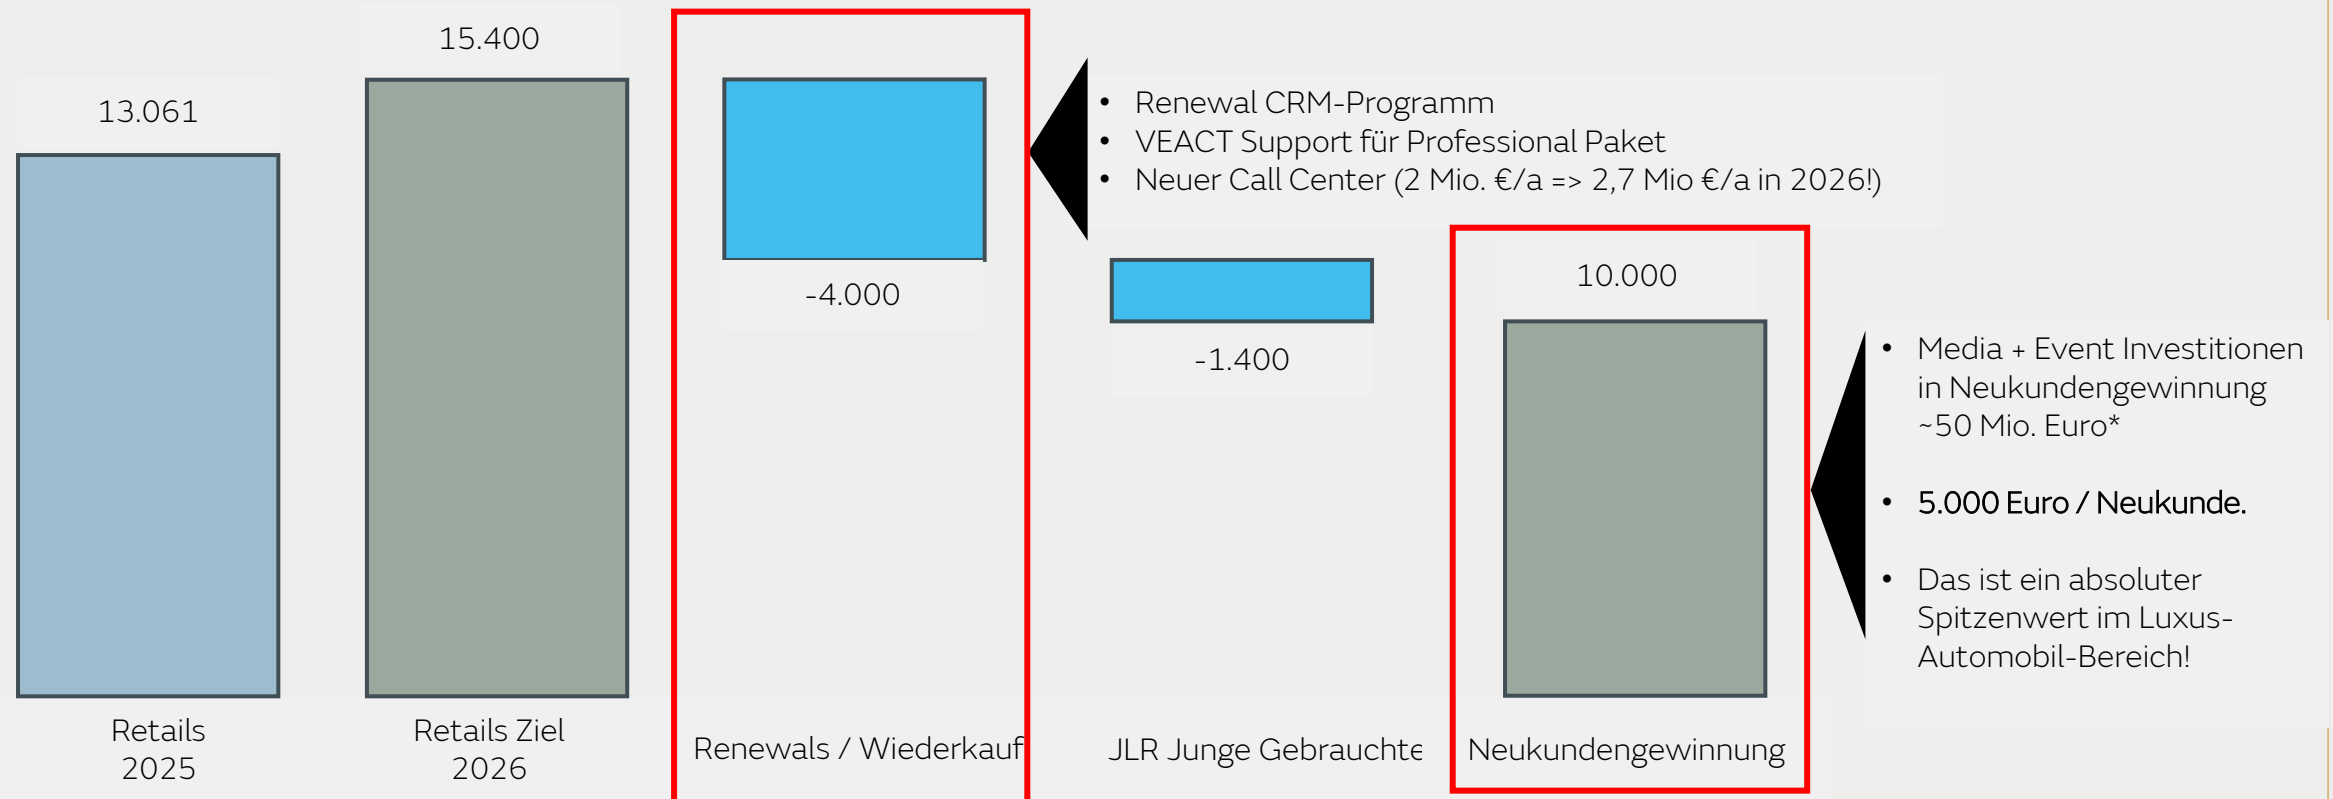 15.400
13.061
• Renewal CRM-Programm
• VEACT Support für Professional Paket
• Neuer Call Center (2 Mio. €/a => 2,7 Mio €/a in 2026!)
-4.000
-1.400
10.000
• Media + Event Investitionen
in Neukundengewinnung
~50 Mio. Euro*
• 5.000 Euro / Neukunde.
• Das ist ein absoluter
Spitzenwert im Luxus-
Automobil-Bereich!
Retails
2025
Retails Ziel
2026
Renewals / Wiederkauf
JLR Junge Gebrauchte
Neukundengewinnung